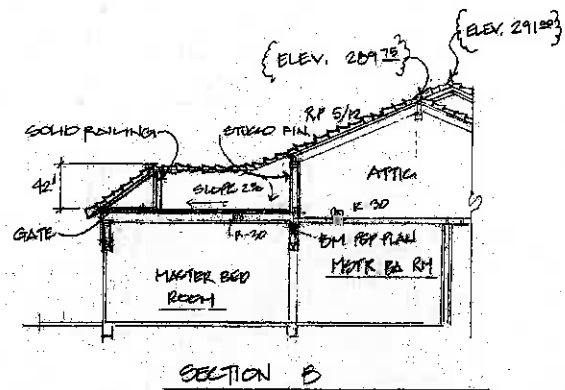 ELEV. 291.00
ELEV. 289.75
RP 5/12
SOLID RAILING
STUCCO FIN.
ATTIC
42"
SLOPE 2%
R-30
GATE
R-30
BM PER PLAN
MASTER BED
ROOM
MSTR BA RM
SECTION B